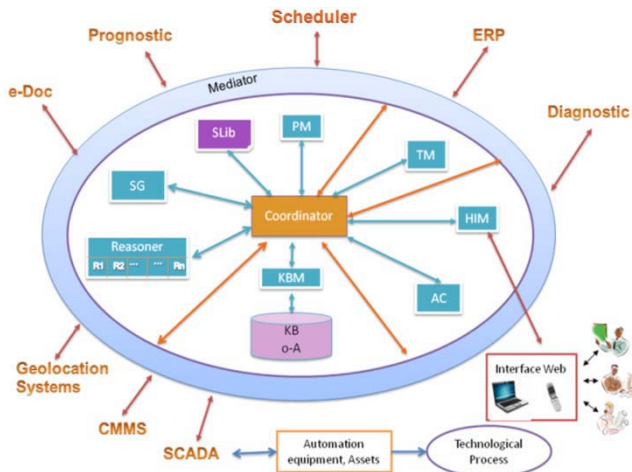 Scheduler
Prognostic
ERP
e-Doc
Mediator
Diagnostic
SLib
PM
TM
SG
Coordinator
HIM
Reasoner
R1 R2 ... ... Rn
KBM
AC
KB
o-A
Geolocation
Systems
Interface Web
CMMS
SCADA
Automation
equipment, Assets
Technological
Process